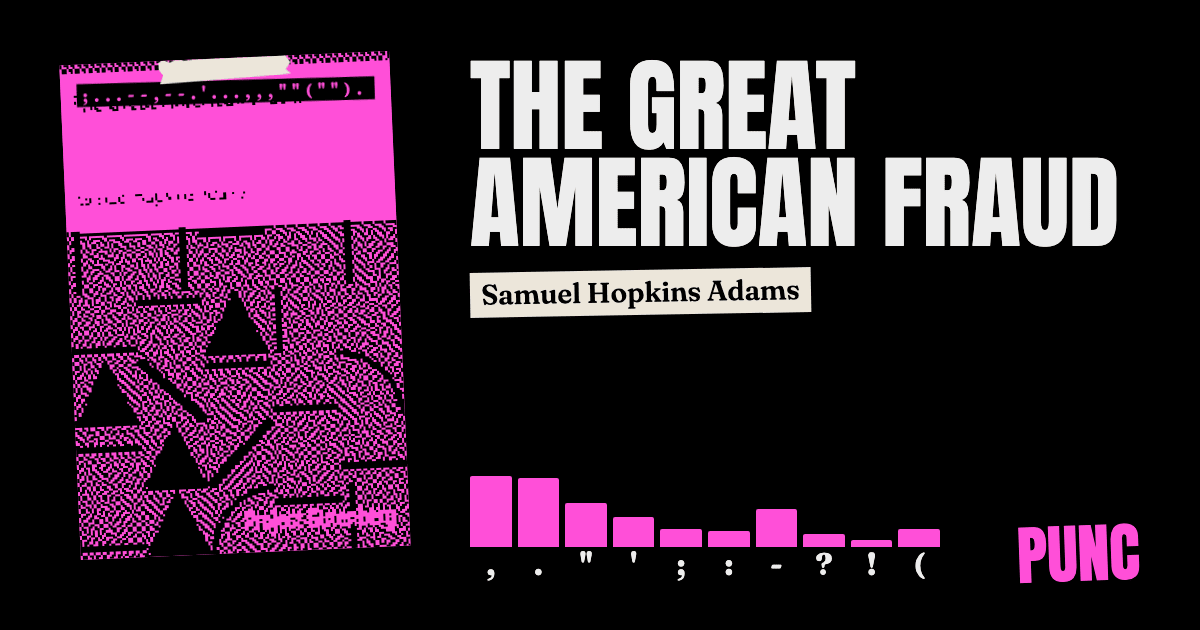 ;...--,--.'...,,,""("").
THE GREAT
AMERICAN FRAUD
Samuel Hopkins Adams
, . " ' ; : - ? ! (
PUNC